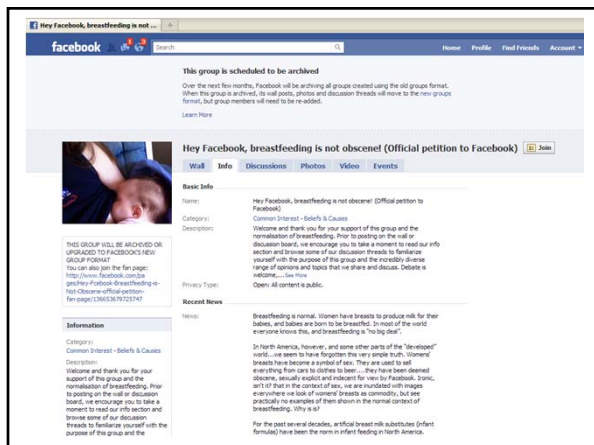 Hey Facebook, breastfeeding is not ...
facebook
1
3
Search
Home Profile Find Friends Account
This group is scheduled to be archived
Over the next few months, Facebook will be archiving all groups created using the old groups format.
When this group is archived, its wall posts, photos and discussion threads will move to the new groups
format, but group members will need to be re-added.
Learn More
Hey Facebook, breastfeeding is not obscene! (Official petition to Facebook)
Join
Wall Info Discussions Photos Video Events
THIS GROUP WILL BE ARCHIVED OR
UPGRADED TO FACEBOOK'S NEW
GROUP FORMAT
You can also join the fan page:
http://www.facebook.com/pa
ges/Hey-Fcebook-Breastfeeding-is-
Not-Obscene-official-petition-
fan-page/136653679725747
Information
Category:
Common Interest - Beliefs & Causes
Description:
Welcome and thank you for your
support of this group and the
normalisation of breastfeeding. Prior
to posting on the wall or discussion
board, we encourage you to take a
moment to read our info section and
browse some of our discussion
threads to familiarize yourself with
the purpose of this group and the
Basic Info
Name: Hey Facebook, breastfeeding is not obscene! (Official petition to
Facebook)
Category: Common Interest - Beliefs & Causes
Description: Welcome and thank you for your support of this group and the
normalisation of breastfeeding. Prior to posting on the wall or
discussion board, we encourage you to take a moment to read our info
section and browse some of our discussion threads to familiarize
yourself with the purpose of this group and the incredibly diverse
range of opinions and topics that we share and discuss. Debate is
welcome,... See More
Privacy Type: Open: All content is public.
Recent News
News: Breastfeeding is normal. Women have breasts to produce milk for their
babies, and babies are born to be breastfed. In most of the world
everyone knows this, and breastfeeding is "no big deal".
In North America, however, and some other parts of the "developed"
world...we seem to have forgotten this very simple truth. Womens'
breasts have become a symbol of sex. They are used to sell
everything from cars to clothes to beer.....they have been deemed
obscene, sexually explicit and indecent for view by Facebook. Ironic,
isn't it? that in the context of sex, we are inundated with images
everywhere we look of womens' breasts as commodity, but see
practically no examples of them shown in the normal context of
breastfeeding. Why is is?
For the past several decades, artificial breast milk substitutes (infant
formulas) have been the norm in infant feeding in North America.